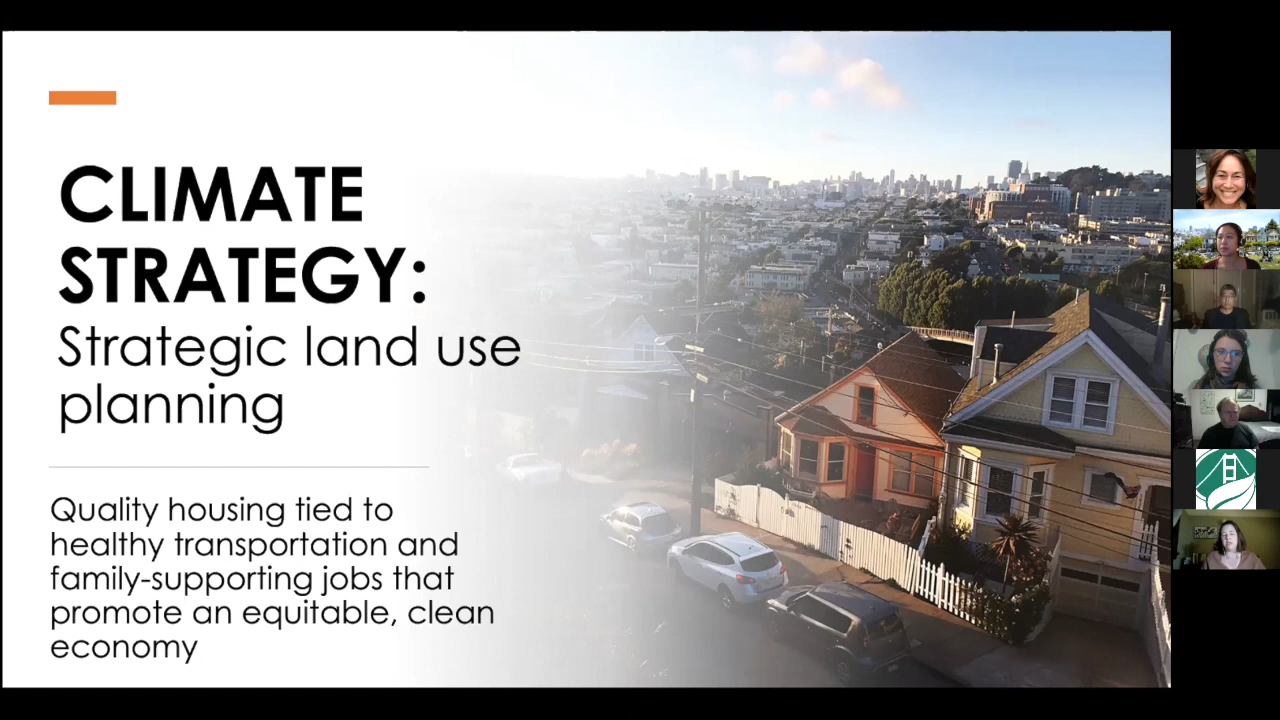 CLIMATE
STRATEGY:
Strategic land use
planning
Quality housing tied to
healthy transportation and
family-supporting jobs that
promote an equitable, clean
economy